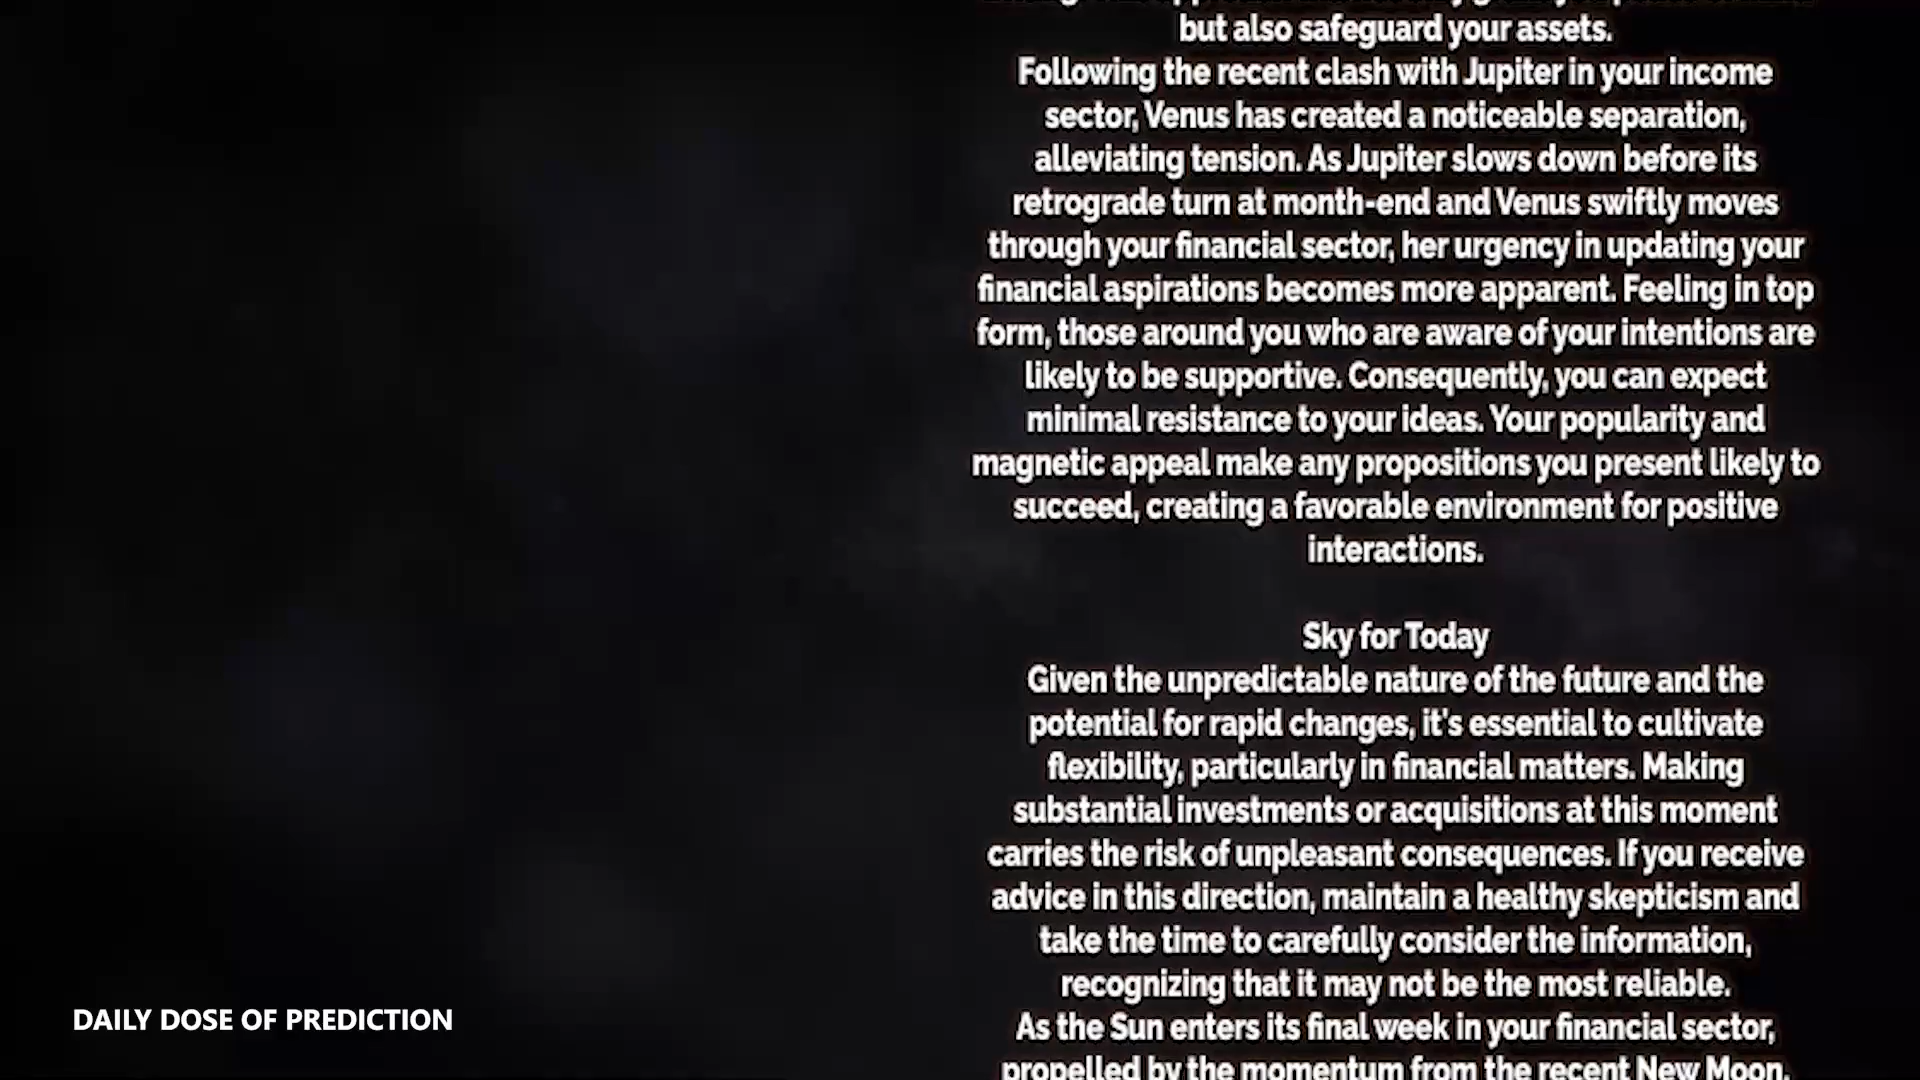 but also safeguard your assets.
Following the recent clash with Jupiter in your income
sector, Venus has created a noticeable separation,
alleviating tension. As Jupiter slows down before its
retrograde turn at month-end and Venus swiftly moves
through your financial sector, her urgency in updating your
financial aspirations becomes more apparent. Feeling in top
form, those around you who are aware of your intentions are
likely to be supportive. Consequently, you can expect
minimal resistance to your ideas. Your popularity and
magnetic appeal make any propositions you present likely to
succeed, creating a favorable environment for positive
interactions.
Sky for Today
Given the unpredictable nature of the future and the
potential for rapid changes, it's essential to cultivate
flexibility, particularly in financial matters. Making
substantial investments or acquisitions at this moment
carries the risk of unpleasant consequences. If you receive
advice in this direction, maintain a healthy skepticism and
take the time to carefully consider the information,
recognizing that it may not be the most reliable.
As the Sun enters its final week in your financial sector,
propelled by the momentum from the recent New Moon,
DAILY DOSE OF PREDICTION